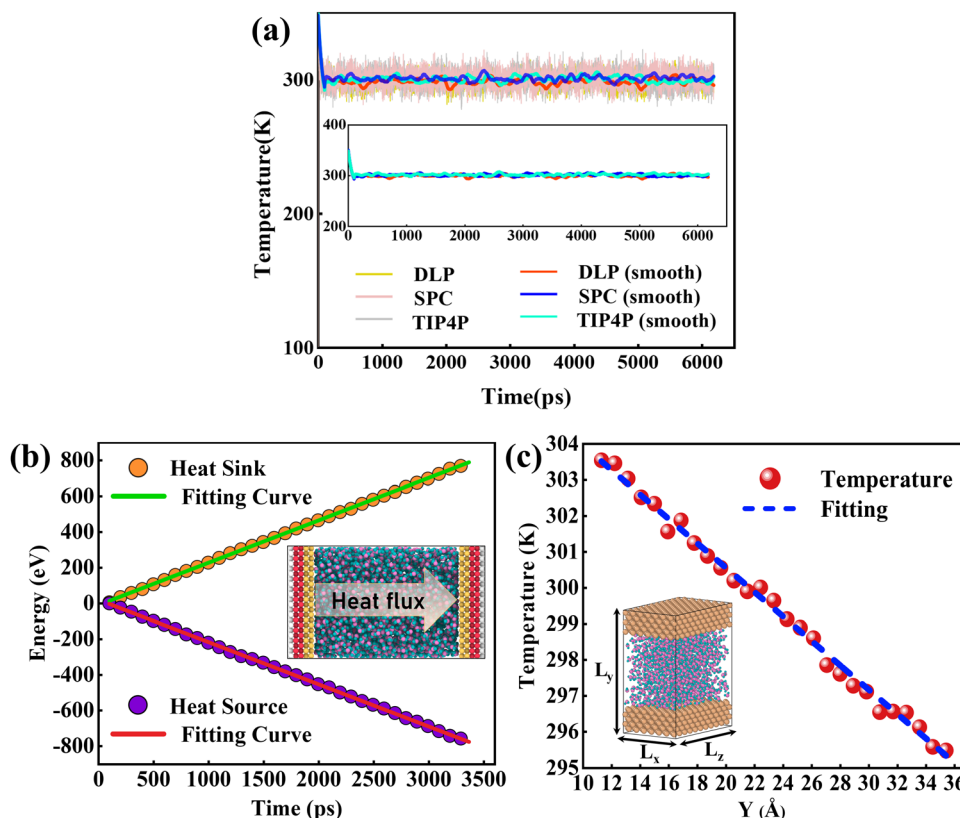 (a)
Temperature(K)
300
200
100
400
300
200
0 1000 2000 3000 4000 5000 6000
DLP DLP (smooth)
SPC SPC (smooth)
TIP4P TIP4P (smooth)
0 1000 2000 3000 4000 5000 6000
Time(ps)
(b)
Energy (eV)
800
600
400
200
0
-200
-400
-600
-800
Heat Sink
Fitting Curve
Heat flux
Heat Source
Fitting Curve
0 500 1000 1500 2000 2500 3000 3500
Time (ps)
(c)
Temperature (K)
304
303
302
301
300
299
298
297
296
295
Temperature
Fitting
Ly
Lx
Lz
10 12 14 16 18 20 22 24 26 28 30 32 34 36
Y (Å)